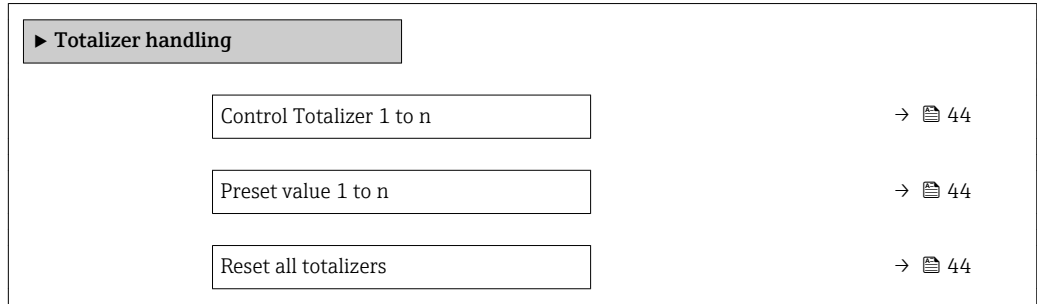 ▶ Totalizer handling
Control Totalizer 1 to n → 44
Preset value 1 to n → 44
Reset all totalizers → 44